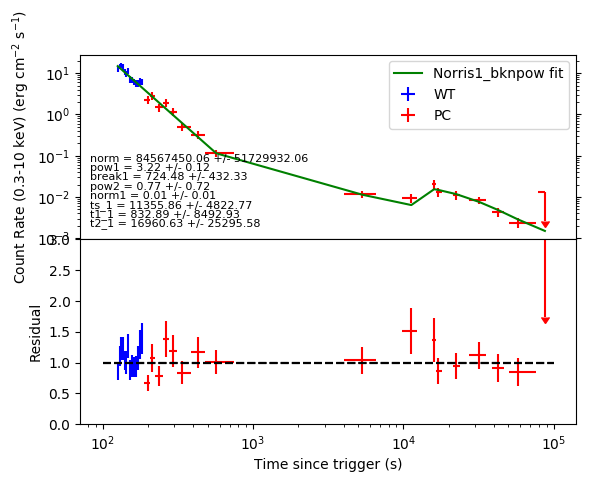 Count Rate (0.3-10 keV) (erg cm⁻² s⁻¹)
10¹
10⁰
10⁻¹
10⁻²
10⁻³
Norris1_bknpow fit
WT
PC
norm = 84567450.06 +/- 51729932.06
pow1 = 3.22 +/- 0.12
break1 = 724.48 +/- 432.33
pow2 = 0.77 +/- 0.72
norm1 = 0.01 +/- 0.01
ts_1 = 11355.86 +/- 4822.77
t1_1 = 832.89 +/- 8492.93
t2_1 = 16960.63 +/- 25295.58
Residual
3.0
2.5
2.0
1.5
1.0
0.5
0.0
10²
10³
10⁴
10⁵
Time since trigger (s)